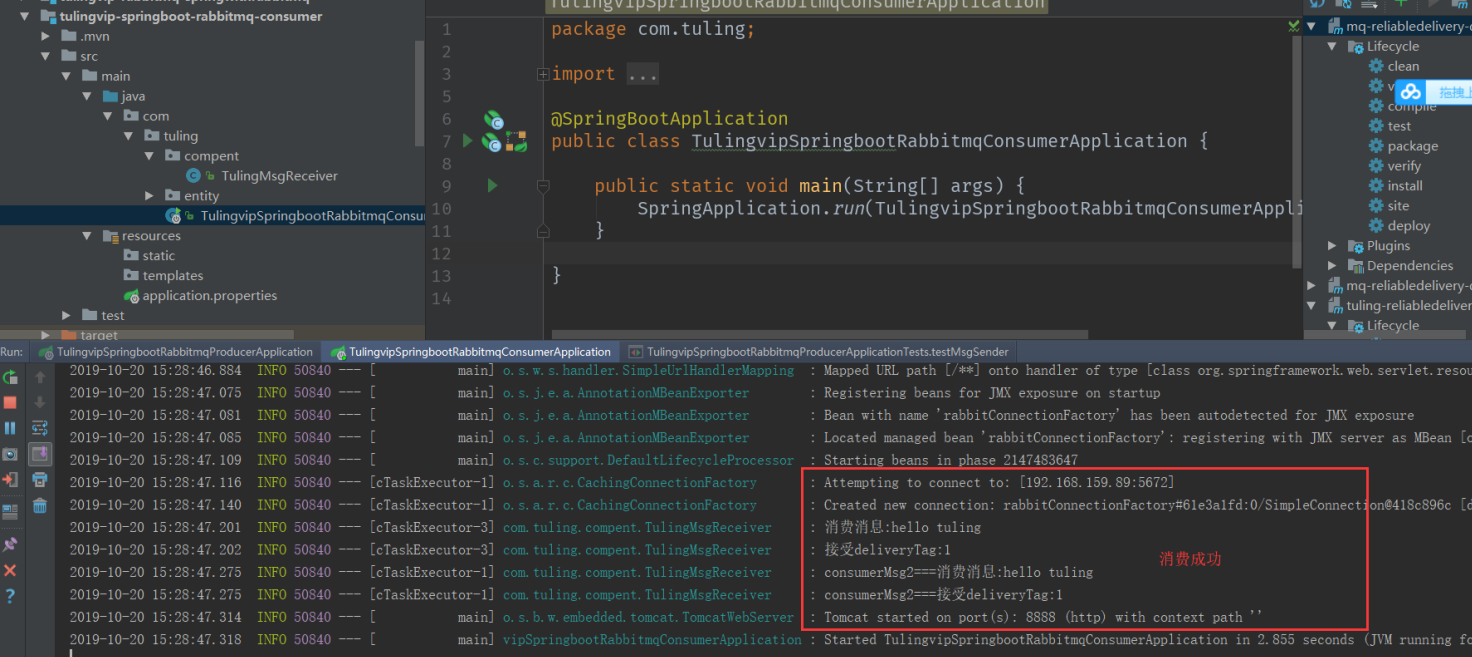 tulingvip-springboot-rabbitmq-consumer
.mvn
src
main
java
com
tuling
compent
TulingMsgReceiver
entity
TulingvipSpringbootRabbitmqConsu
resources
static
templates
application.properties
test
target
TulingvipSpringbootRabbitmqConsumerApplication
1 package com.tuling;
2
3 import ...
5
6 @SpringBootApplication
7 public class TulingvipSpringbootRabbitmqConsumerApplication {
8
9 public static void main(String[] args) {
10 SpringApplication.run(TulingvipSpringbootRabbitmqConsumerAppli
11 }
12
13 }
14
mq-reliabledelivery-c
Lifecycle
clean
拖拽上
compile
test
package
verify
install
site
deploy
Plugins
Dependencies
mq-reliabledelivery-c
tuling-reliabledeliver
Lifecycle
Run: TulingvipSpringbootRabbitmqProducerApplication TulingvipSpringbootRabbitmqConsumerApplication TulingvipSpringbootRabbitmqProducerApplicationTests.testMsgSender
2019-10-20 15:28:46.884 INFO 50840 --- [ main] o.s.w.s.handler.SimpleUrlHandlerMapping : Mapped URL path [/**] onto handler of type [class org.springframework.web.servlet.resou
2019-10-20 15:28:47.075 INFO 50840 --- [ main] o.s.j.e.a.AnnotationMBeanExporter : Registering beans for JMX exposure on startup
2019-10-20 15:28:47.081 INFO 50840 --- [ main] o.s.j.e.a.AnnotationMBeanExporter : Bean with name 'rabbitConnectionFactory' has been autodetected for JMX exposure
2019-10-20 15:28:47.085 INFO 50840 --- [ main] o.s.j.e.a.AnnotationMBeanExporter : Located managed bean 'rabbitConnectionFactory': registering with JMX server as MBean [o
2019-10-20 15:28:47.109 INFO 50840 --- [ main] o.s.c.support.DefaultLifecycleProcessor : Starting beans in phase 2147483647
2019-10-20 15:28:47.116 INFO 50840 --- [cTaskExecutor-1] o.s.a.r.c.CachingConnectionFactory : Attempting to connect to: [192.168.159.89:5672]
2019-10-20 15:28:47.140 INFO 50840 --- [cTaskExecutor-1] o.s.a.r.c.CachingConnectionFactory : Created new connection: rabbitConnectionFactory#61e3a1fd:0/SimpleConnection@418c896c [d
2019-10-20 15:28:47.201 INFO 50840 --- [cTaskExecutor-3] com.tuling.compent.TulingMsgReceiver : 消费消息:hello tuling
2019-10-20 15:28:47.202 INFO 50840 --- [cTaskExecutor-3] com.tuling.compent.TulingMsgReceiver : 接受deliveryTag:1
消费成功
2019-10-20 15:28:47.275 INFO 50840 --- [cTaskExecutor-1] com.tuling.compent.TulingMsgReceiver : consumerMsg2===消费消息:hello tuling
2019-10-20 15:28:47.275 INFO 50840 --- [cTaskExecutor-1] com.tuling.compent.TulingMsgReceiver : consumerMsg2===接受deliveryTag:1
2019-10-20 15:28:47.314 INFO 50840 --- [ main] o.s.b.w.embedded.tomcat.TomcatWebServer : Tomcat started on port(s): 8888 (http) with context path ''
2019-10-20 15:28:47.318 INFO 50840 --- [ main] vipSpringbootRabbitmqConsumerApplication : Started TulingvipSpringbootRabbitmqConsumerApplication in 2.855 seconds (JVM running fo